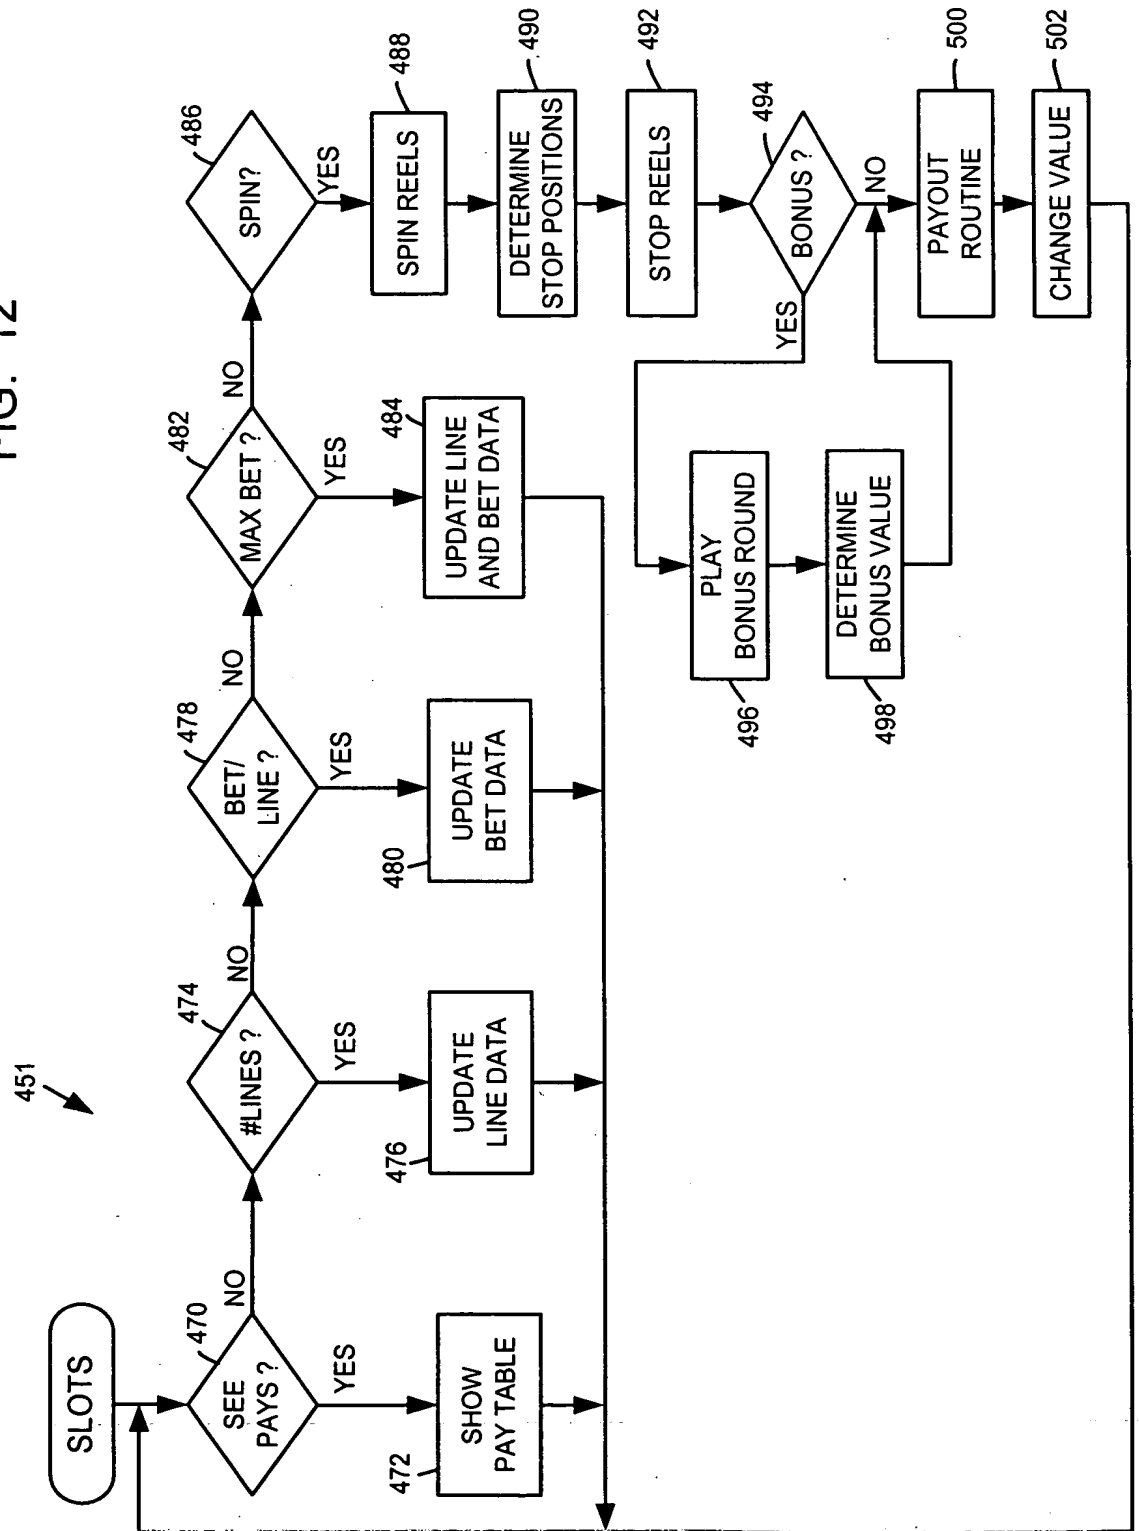 FIG. 12
451
SLOTS
470
SEE
PAYS ?
NO
YES
472
SHOW
PAY TABLE
474
#LINES ?
NO
YES
476
UPDATE
LINE DATA
478
BET/
LINE ?
NO
YES
480
UPDATE
BET DATA
482
MAX BET ?
NO
YES
484
UPDATE LINE
AND BET DATA
486
SPIN?
YES
488
SPIN REELS
490
DETERMINE
STOP POSITIONS
492
STOP REELS
494
BONUS ?
YES
NO
496
PLAY
BONUS ROUND
498
DETERMINE
BONUS VALUE
500
PAYOUT
ROUTINE
502
CHANGE VALUE